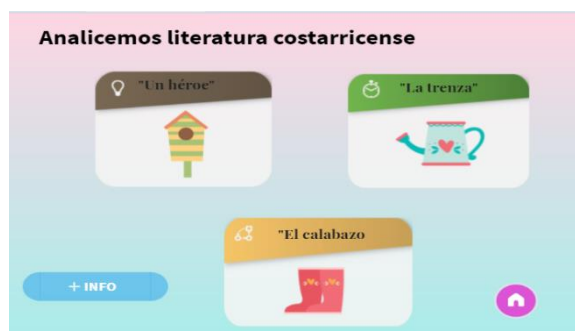 Analicemos literatura costarricense
"Un héroe"
"La trenza"
"El calabazo
+ INFO